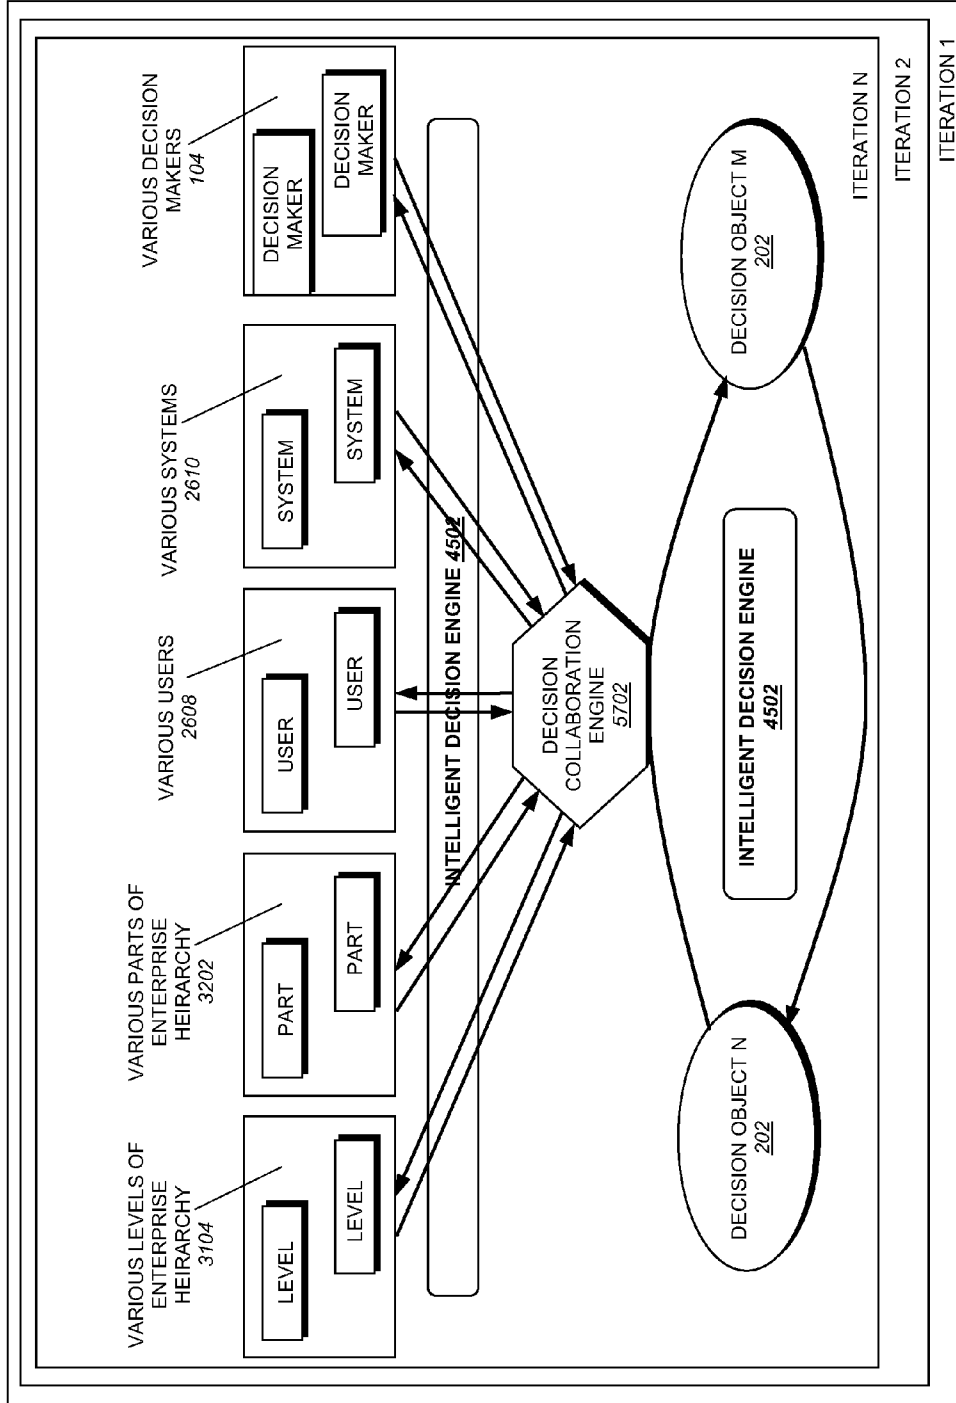 VARIOUS LEVELS OF
ENTERPRISE
HEIRARCHY
3104
LEVEL
LEVEL
VARIOUS PARTS OF
ENTERPRISE
HEIRARCHY
3202
PART
PART
VARIOUS USERS
2608
USER
USER
VARIOUS SYSTEMS
2610
SYSTEM
SYSTEM
VARIOUS DECISION
MAKERS
104
DECISION
MAKER
DECISION
MAKER
INTELLIGENT DECISION ENGINE 4502
DECISION
COLLABORATION
ENGINE
5702
DECISION OBJECT N
202
INTELLIGENT DECISION ENGINE
4502
DECISION OBJECT M
202
ITERATION N
ITERATION 2
ITERATION 1